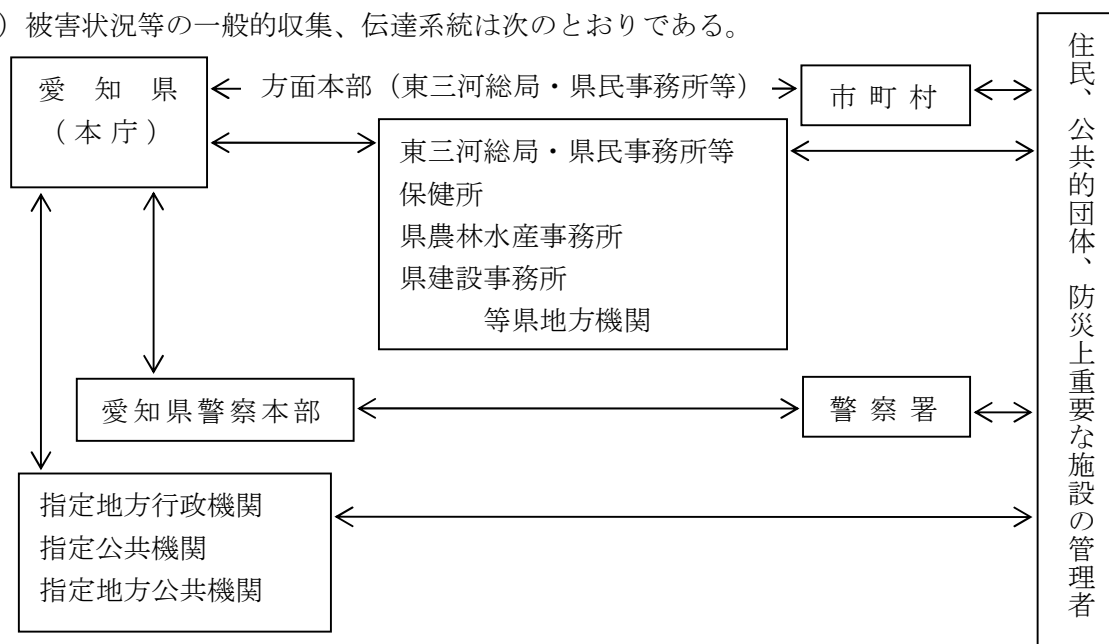 ）被害状況等の一般的収集、伝達系統は次のとおりである。
愛知県
（本庁）
方面本部（東三河総局・県民事務所等）
市町村
東三河総局・県民事務所等
保健所
県農林水産事務所
県建設事務所
等県地方機関
愛知県警察本部
警察署
指定地方行政機関
指定公共機関
指定地方公共機関
住民、公共的団体、防災上重要な施設の管理者